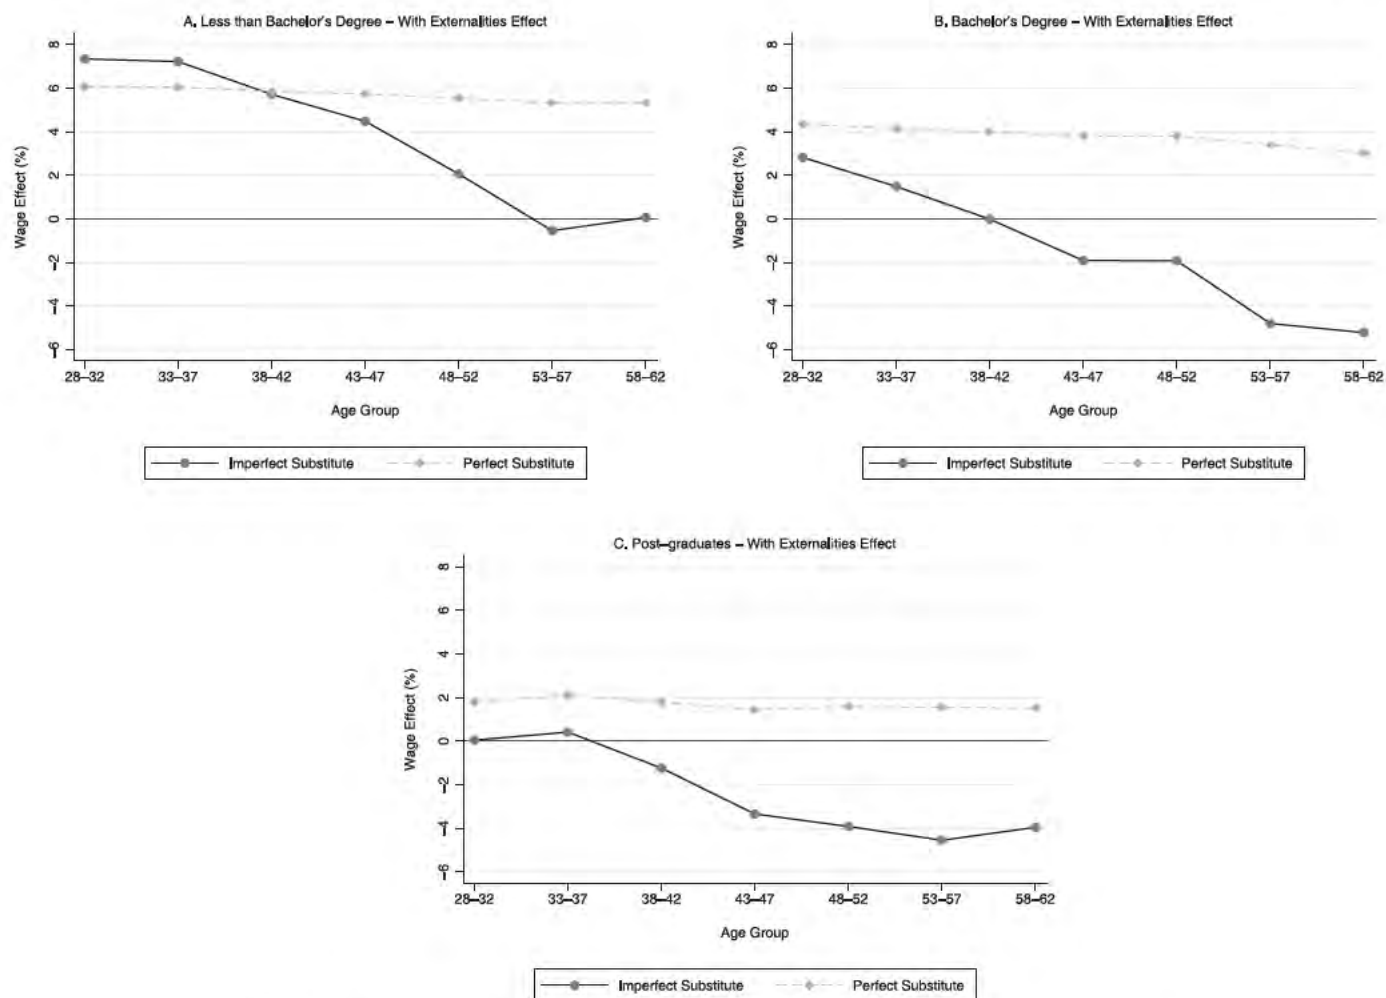 A. Less than Bachelor's Degree – With Externalities Effect
Wage Effect (%)
8
6
4
2
0
−2
−4
−6
28–32 33–37 38–42 43–47 48–52 53–57 58–62
Age Group
Imperfect Substitute Perfect Substitute
B. Bachelor's Degree – With Externalities Effect
Wage Effect (%)
8
6
4
2
0
−2
−4
−6
28–32 33–37 38–42 43–47 48–52 53–57 58–62
Age Group
Imperfect Substitute Perfect Substitute
C. Post–graduates – With Externalities Effect
Wage Effect (%)
8
6
4
2
0
−2
−4
−6
28–32 33–37 38–42 43–47 48–52 53–57 58–62
Age Group
Imperfect Substitute Perfect Substitute